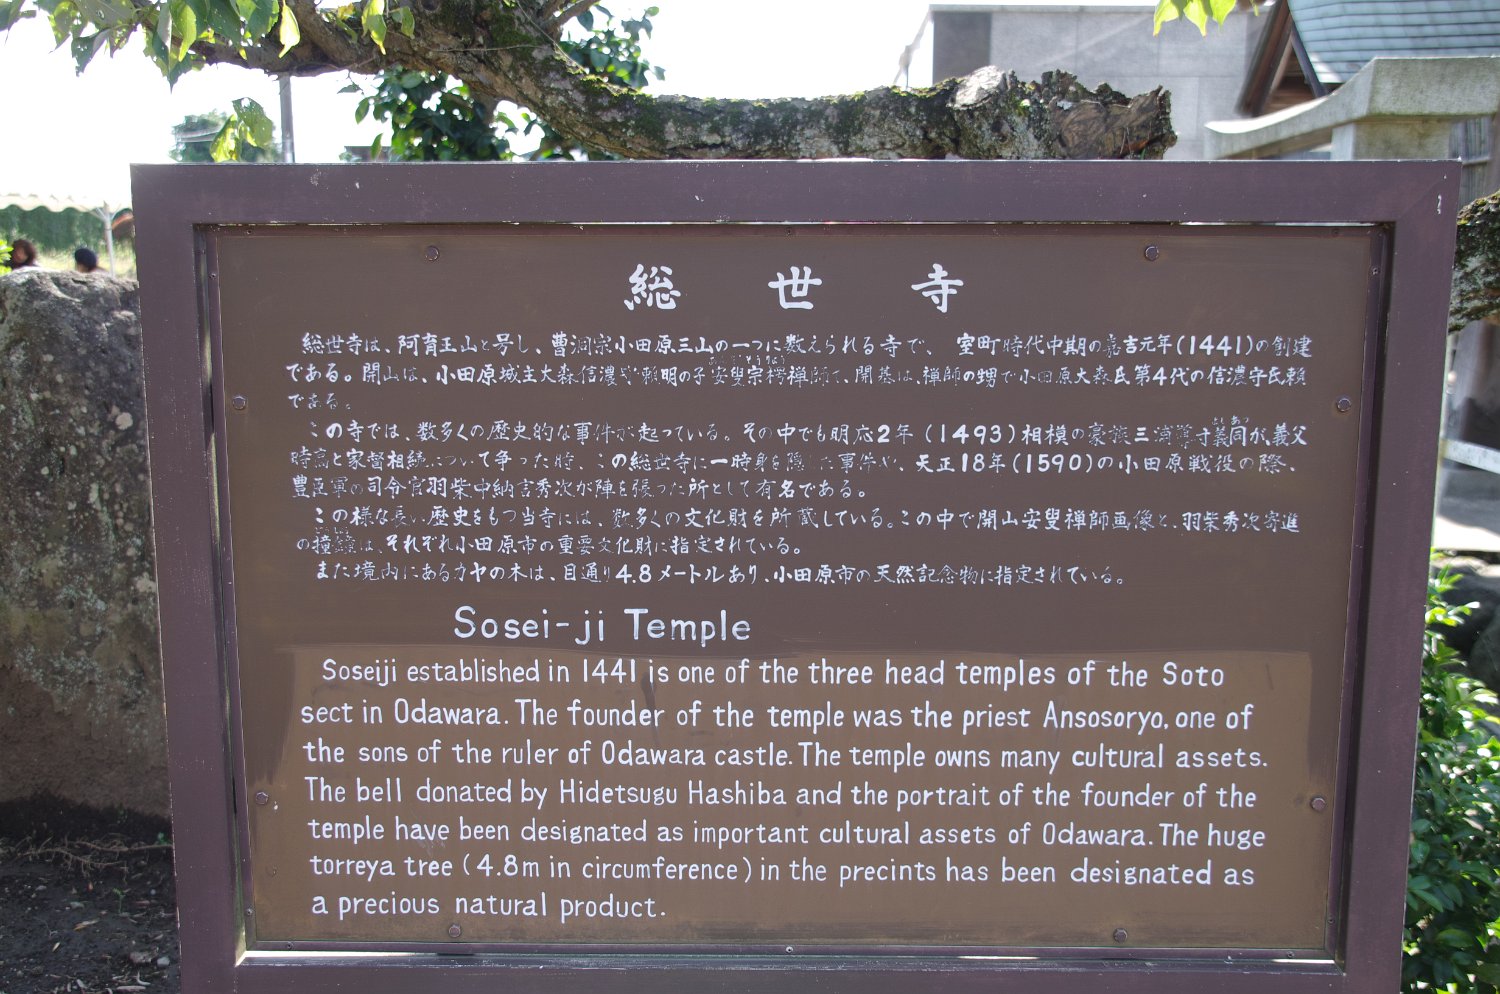 総世寺
総世寺は、阿育王山と号し、曹洞宗小田原三山の一つに数えられる寺で、室町時代中期の嘉吉元年(1441)の創建
である。開山は、小田原城主大森信濃守頼明の子安叟宗楞禅師で、開基は、禅師の甥で小田原大森氏第4代の信濃守氏頼
である。
この寺では、数多くの歴史的な事件が起っている。その中でも明応2年(1493)相模の豪族三浦義同が、義父
時高と家督相続について争った時、この総世寺に一時身を隠した事件や、天正18年(1590)の小田原戦役の際、
豊臣軍の司令官羽柴中納言秀次が陣を張った所として有名である。
この様な長い歴史をもつ当寺には、数多くの文化財を所蔵している。この中で開山安叟禅師画像と、羽柴秀次寄進
の撞鐘は、それぞれ小田原市の重要文化財に指定されている。
また境内にあるカヤの木は、目通り4.8メートルあり、小田原市の天然記念物に指定されている。
Sosei-ji Temple
Soseiji established in 1441 is one of the three head temples of the Soto
sect in Odawara. The founder of the temple was the priest Ansosoryo, one of
the sons of the ruler of Odawara castle. The temple owns many cultural assets.
The bell donated by Hidetsugu Hashiba and the portrait of the founder of the
temple have been designated as important cultural assets of Odawara. The huge
torreya tree (4.8m in circumference) in the precints has been designated as
a precious natural product.